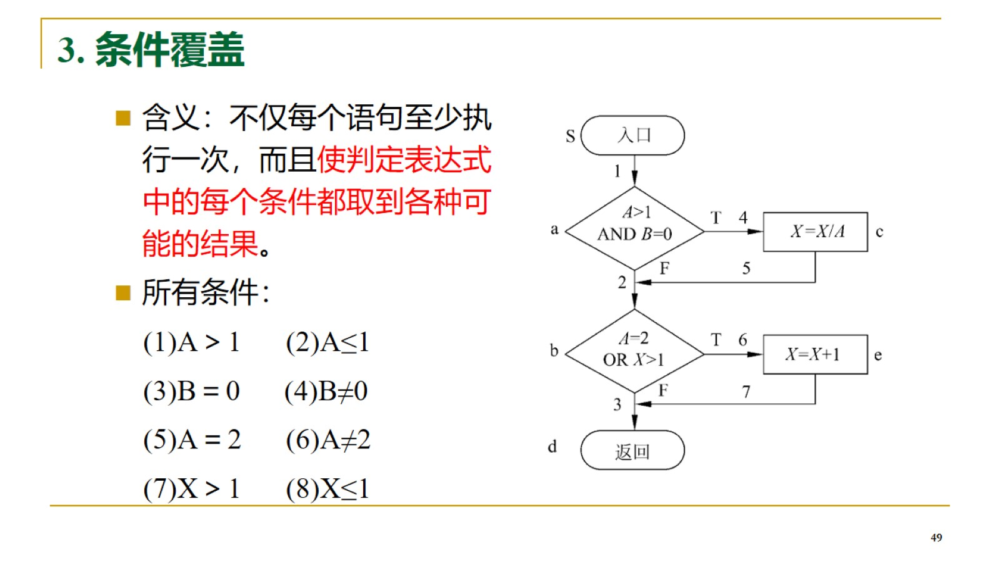 3. 条件覆盖
含义：不仅每个语句至少执
行一次，而且使判定表达式
中的每个条件都取到各种可
能的结果。
所有条件：
(1)A > 1 (2)A≤1
(3)B = 0 (4)B≠0
(5)A = 2 (6)A≠2
(7)X > 1 (8)X≤1
S 入口
1
a
A>1
AND B=0
T 4
X=X/A c
F 5
2
b
A=2
OR X>1
T 6
X=X+1 e
F 7
3
d 返回
49